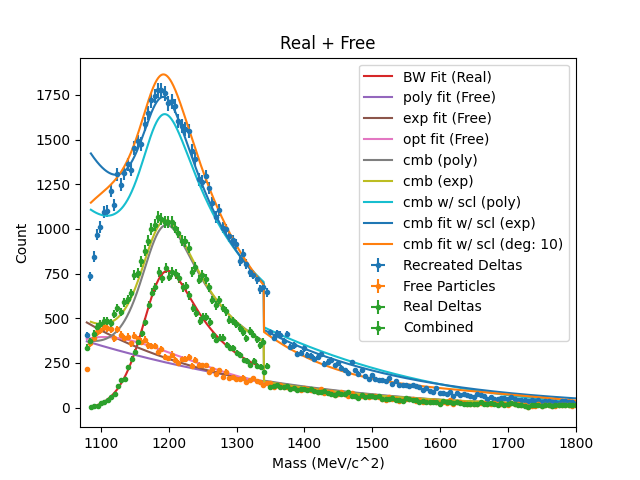 Real + Free
Count
1750
1500
1250
1000
750
500
250
0
BW Fit (Real)
poly fit (Free)
exp fit (Free)
opt fit (Free)
cmb (poly)
cmb (exp)
cmb w/ scl (poly)
cmb fit w/ scl (exp)
cmb fit w/ scl (deg: 10)
Recreated Deltas
Free Particles
Real Deltas
Combined
1100 1200 1300 1400 1500 1600 1700 1800
Mass (MeV/c^2)